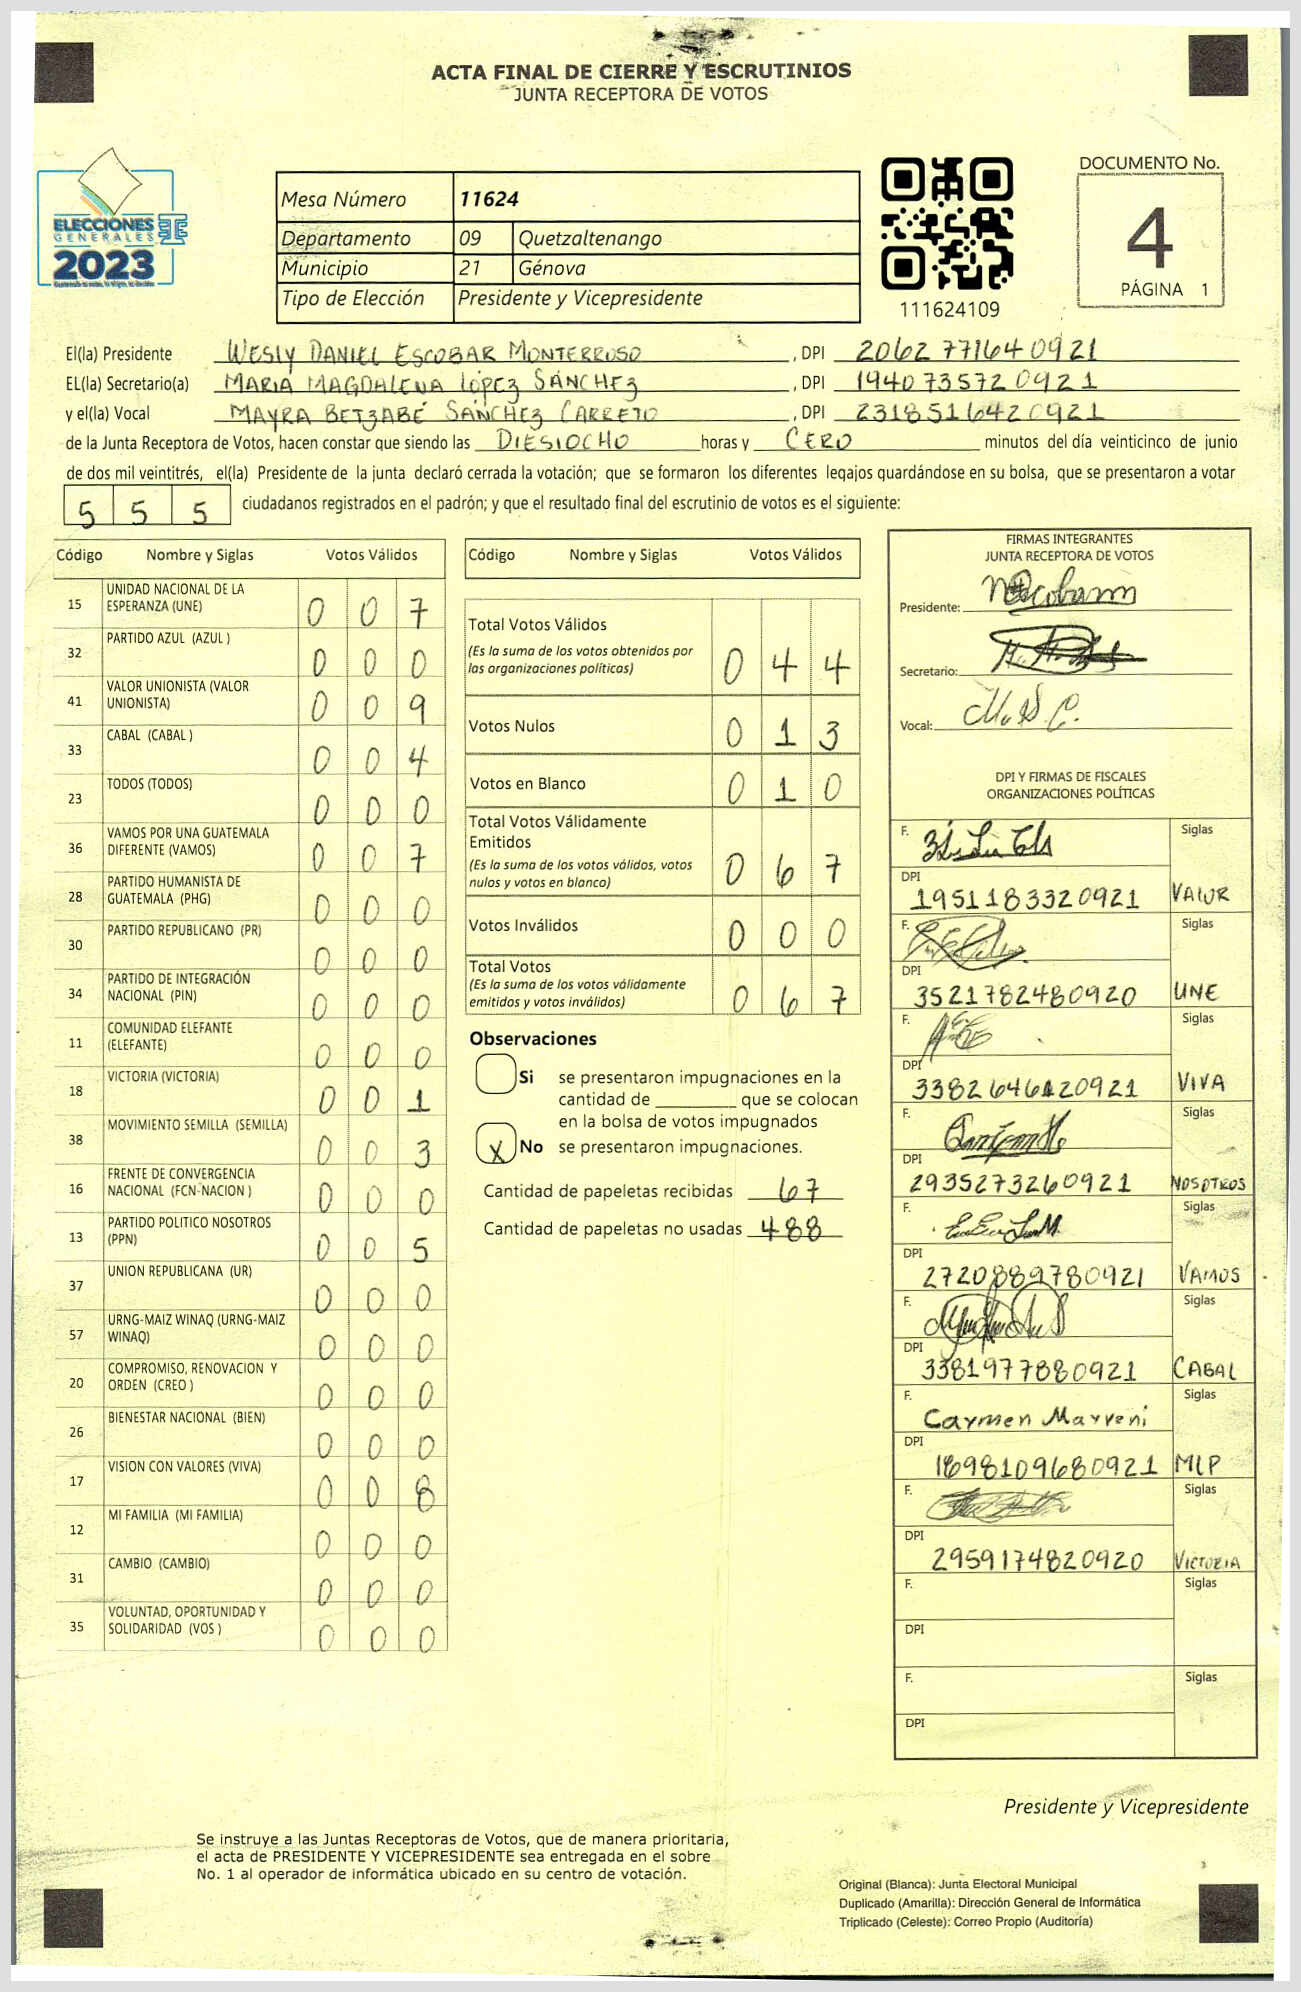 ACTA FINAL DE CIERRE Y ESCRUTINIOS
JUNTA RECEPTORA DE VOTOS
ELECCIONES
GENERALES
2023
Mesa Número 11624
Departamento 09 Quetzaltenango
Municipio 21 Génova
Tipo de Elección Presidente y Vicepresidente
111624109
DOCUMENTO No.
4
PÁGINA 1
El(la) Presidente WESLY DANIEL ESCOBAR MONTERROSO , DPI 2062 77164 0921
EL(la) Secretario(a) MARIA MAGDALENA LÓPEZ SÁNCHEZ , DPI 1940 73572 0921
y el(la) Vocal MAYRA BETZABÉ SÁNCHEZ CARRETO , DPI 2318516420921
de la Junta Receptora de Votos, hacen constar que siendo las DIESIOCHO horas y CERO minutos del día veinticinco de junio
de dos mil veintitrés, el(la) Presidente de la junta declaró cerrada la votación; que se formaron los diferentes legajos quardándose en su bolsa, que se presentaron a votar
5 5 5 ciudadanos registrados en el padrón; y que el resultado final del escrutinio de votos es el siguiente:
Código Nombre y Siglas Votos Válidos
15 UNIDAD NACIONAL DE LA
ESPERANZA (UNE) 0 0 7
32 PARTIDO AZUL (AZUL ) 0 0 0
41 VALOR UNIONISTA (VALOR
UNIONISTA) 0 0 9
33 CABAL (CABAL ) 0 0 4
23 TODOS (TODOS) 0 0 0
36 VAMOS POR UNA GUATEMALA
DIFERENTE (VAMOS) 0 0 7
28 PARTIDO HUMANISTA DE
GUATEMALA (PHG) 0 0 0
30 PARTIDO REPUBLICANO (PR) 0 0 0
34 PARTIDO DE INTEGRACIÓN
NACIONAL (PIN) 0 0 0
11 COMUNIDAD ELEFANTE
(ELEFANTE) 0 0 0
18 VICTORIA (VICTORIA) 0 0 1
38 MOVIMIENTO SEMILLA (SEMILLA) 0 0 3
16 FRENTE DE CONVERGENCIA
NACIONAL (FCN-NACION ) 0 0 0
13 PARTIDO POLITICO NOSOTROS
(PPN) 0 0 5
37 UNION REPUBLICANA (UR) 0 0 0
57 URNG-MAIZ WINAQ (URNG-MAIZ
WINAQ) 0 0 0
20 COMPROMISO, RENOVACION Y
ORDEN (CREO ) 0 0 0
26 BIENESTAR NACIONAL (BIEN) 0 0 0
17 VISION CON VALORES (VIVA) 0 0 8
12 MI FAMILIA (MI FAMILIA) 0 0 0
31 CAMBIO (CAMBIO) 0 0 0
35 VOLUNTAD, OPORTUNIDAD Y
SOLIDARIDAD (VOS ) 0 0 0
Código Nombre y Siglas Votos Válidos
Total Votos Válidos
(Es la suma de los votos obtenidos por
las organizaciones políticas) 0 4 4
Votos Nulos 0 1 3
Votos en Blanco 0 1 0
Total Votos Válidamente
Emitidos
(Es la suma de los votos válidos, votos
nulos y votos en blanco) 0 6 7
Votos Inválidos 0 0 0
Total Votos
(Es la suma de los votos válidamente
emitidos y votos inválidos) 0 6 7
Observaciones
Si se presentaron impugnaciones en la
cantidad de ________ que se colocan
en la bolsa de votos impugnados
X No se presentaron impugnaciones.
Cantidad de papeletas recibidas 67
Cantidad de papeletas no usadas 488
FIRMAS INTEGRANTES
JUNTA RECEPTORA DE VOTOS
Presidente:
Secretario:
Vocal: M. S. C.
DPI Y FIRMAS DE FISCALES
ORGANIZACIONES POLÍTICAS
F. Siglas
DPI 1951183320921 VALOR
F. Siglas
DPI 3521782480920 UNE
F. Siglas
DPI VIVA
F. Siglas
DPI 2935273260921 NOSOTROS
F. Siglas
DPI 2720889780921 VAMOS
F. Siglas
DPI 3381977880921 CABAL
F. Carmen Marveni Siglas
DPI 1898109680921 MLP
F. Siglas
DPI 2959174820920 VICTORIA
F. Siglas
DPI
F. Siglas
DPI
Presidente y Vicepresidente
Se instruye a las Juntas Receptoras de Votos, que de manera prioritaria,
el acta de PRESIDENTE Y VICEPRESIDENTE sea entregada en el sobre
No. 1 al operador de informática ubicado en su centro de votación.
Original (Blanca): Junta Electoral Municipal
Duplicado (Amarilla): Dirección General de Informática
Triplicado (Celeste): Correo Propio (Auditoría)